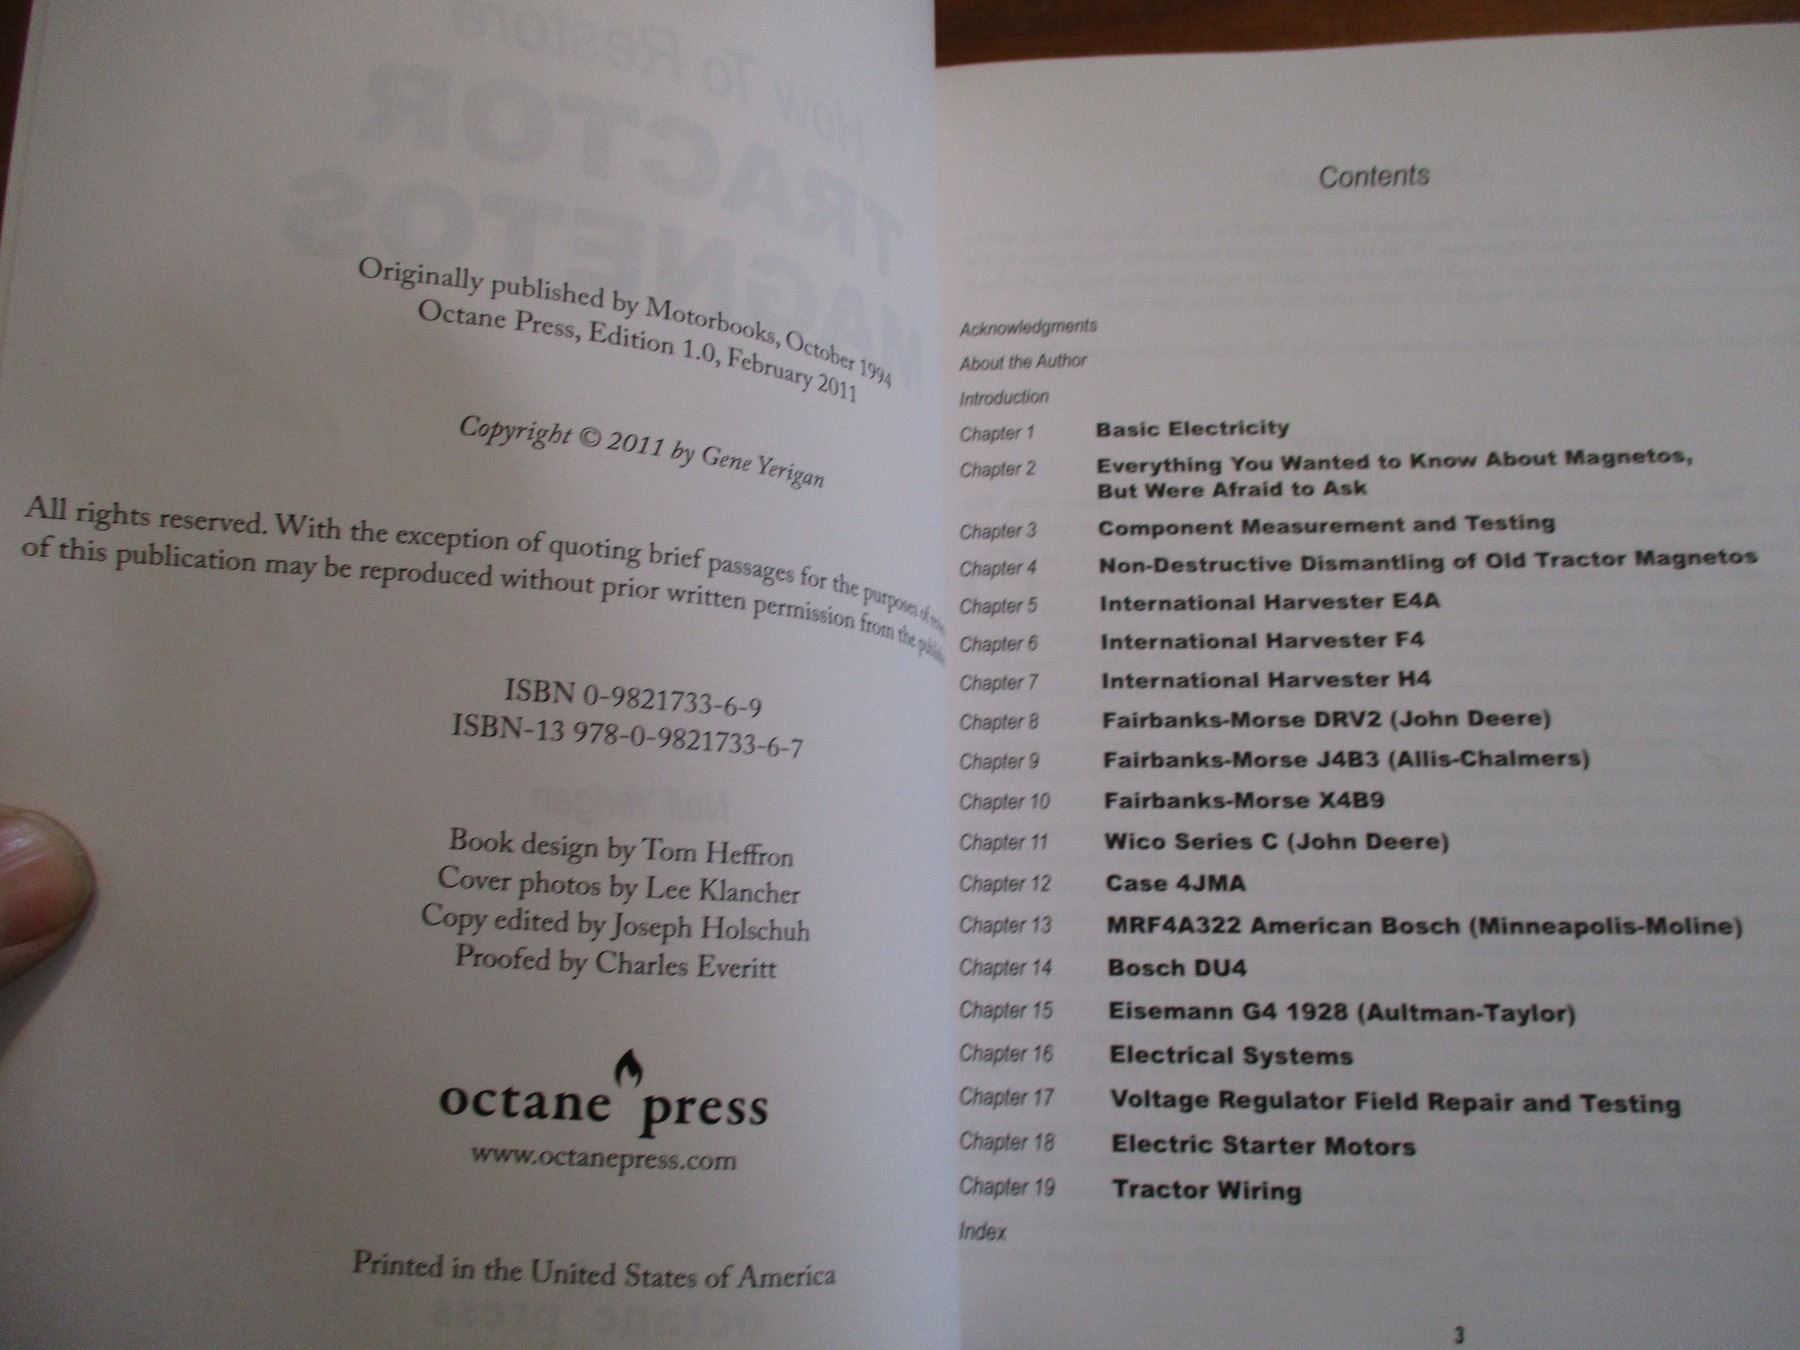 Originally published by Motorbooks, October 1994
Octane Press, Edition 1.0, February 2011
Copyright © 2011 by Gene Yerigan
All rights reserved. With the exception of quoting brief passages for the purposes of
of this publication may be reproduced without prior written permission from the
ISBN 0-9821733-6-9
ISBN-13 978-0-9821733-6-7
Book design by Tom Heffron
Cover photos by Lee Klancher
Copy edited by Joseph Holschuh
Proofed by Charles Everitt
octane press
www.octanepress.com
Printed in the United States of America
Contents
Acknowledgments
About the Author
Introduction
Chapter 1 Basic Electricity
Chapter 2 Everything You Wanted to Know About Magnetos,
But Were Afraid to Ask
Chapter 3 Component Measurement and Testing
Chapter 4 Non-Destructive Dismantling of Old Tractor Magnetos
Chapter 5 International Harvester E4A
Chapter 6 International Harvester F4
Chapter 7 International Harvester H4
Chapter 8 Fairbanks-Morse DRV2 (John Deere)
Chapter 9 Fairbanks-Morse J4B3 (Allis-Chalmers)
Chapter 10 Fairbanks-Morse X4B9
Chapter 11 Wico Series C (John Deere)
Chapter 12 Case 4JMA
Chapter 13 MRF4A322 American Bosch (Minneapolis-Moline)
Chapter 14 Bosch DU4
Chapter 15 Eisemann G4 1928 (Aultman-Taylor)
Chapter 16 Electrical Systems
Chapter 17 Voltage Regulator Field Repair and Testing
Chapter 18 Electric Starter Motors
Chapter 19 Tractor Wiring
Index
3
How To Restore
TRACTOR
MAGNETOS